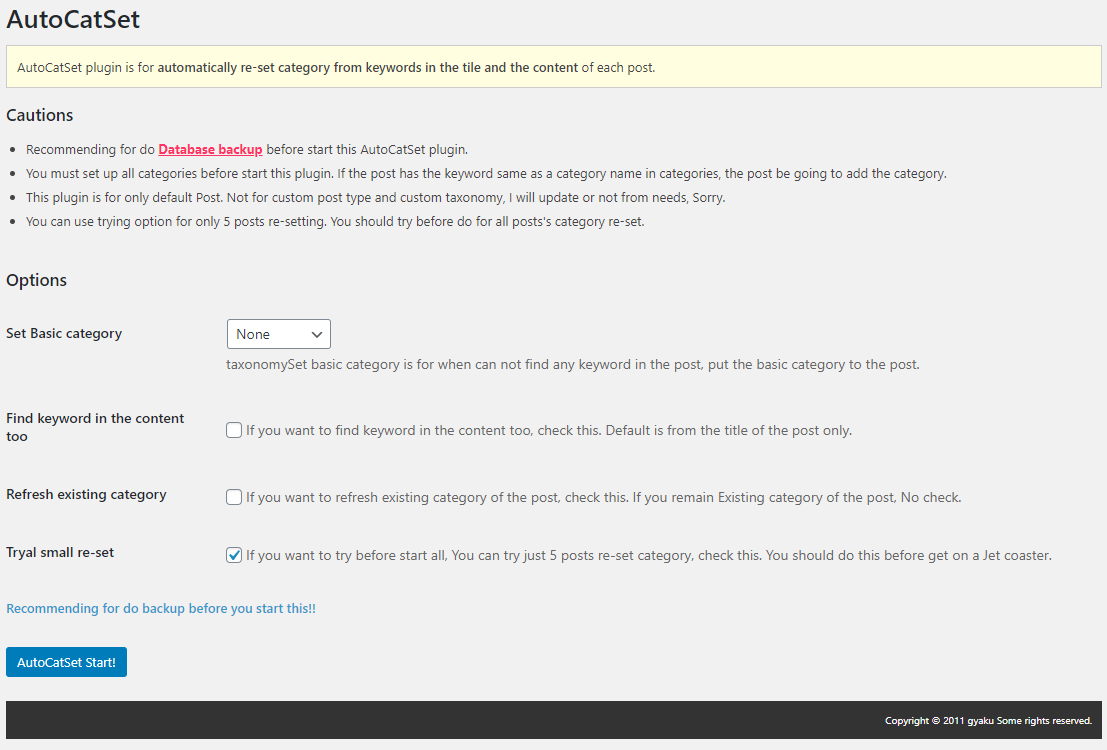 AutoCatSet
AutoCatSet plugin is for automatically re-set category from keywords in the tile and the content of each post.
Cautions
Recommending for do Database backup before start this AutoCatSet plugin.
You must set up all categories before start this plugin. If the post has the keyword same as a category name in categories, the post be going to add the category.
This plugin is for only default Post. Not for custom post type and custom taxonomy, I will update or not from needs, Sorry.
You can use trying option for only 5 posts re-setting. You should try before do for all posts's category re-set.
Options
Set Basic category
None
taxonomySet basic category is for when can not find any keyword in the post, put the basic category to the post.
Find keyword in the content
too
If you want to find keyword in the content too, check this. Default is from the title of the post only.
Refresh existing category
If you want to refresh existing category of the post, check this. If you remain Existing category of the post, No check.
Tryal small re-set
If you want to try before start all, You can try just 5 posts re-set category, check this. You should do this before get on a Jet coaster.
Recommending for do backup before you start this!!
AutoCatSet Start!
Copyright © 2011 gyaku Some rights reserved.